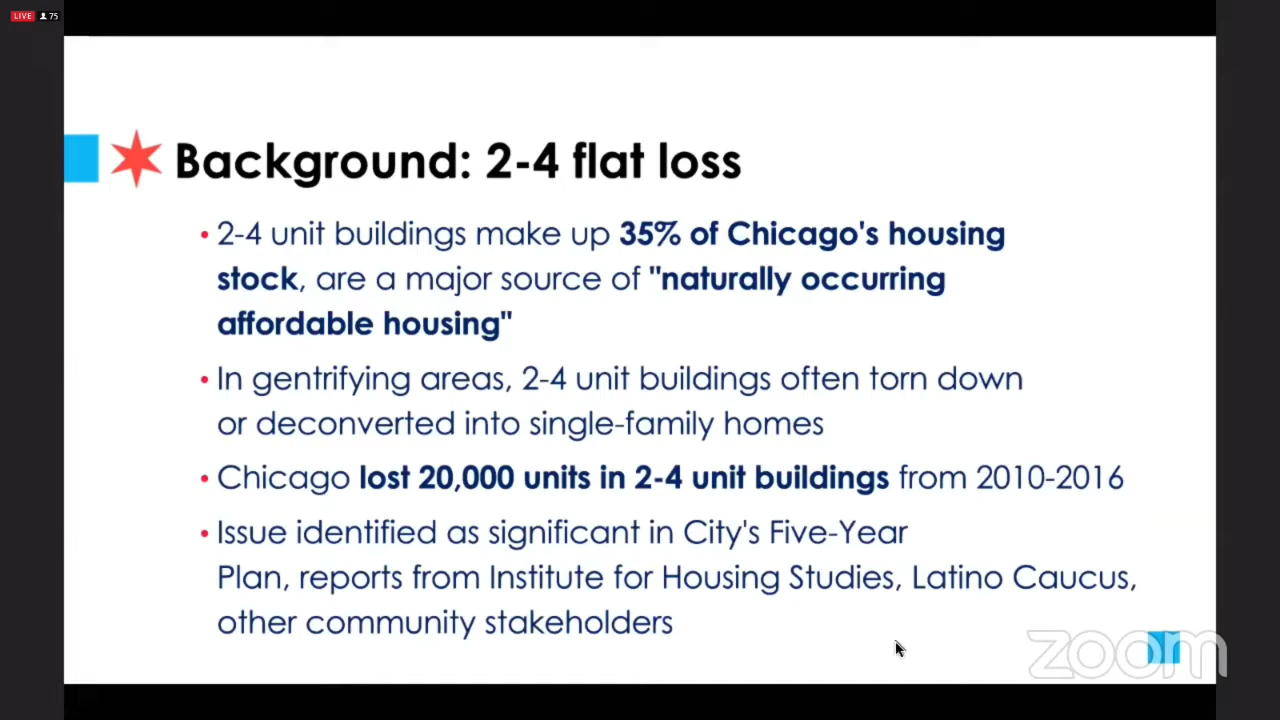 LIVE 75
Background: 2-4 flat loss
• 2-4 unit buildings make up 35% of Chicago's housing
stock, are a major source of "naturally occurring
affordable housing"
• In gentrifying areas, 2-4 unit buildings often torn down
or deconverted into single-family homes
• Chicago lost 20,000 units in 2-4 unit buildings from 2010-2016
• Issue identified as significant in City's Five-Year
Plan, reports from Institute for Housing Studies, Latino Caucus,
other community stakeholders
zoom